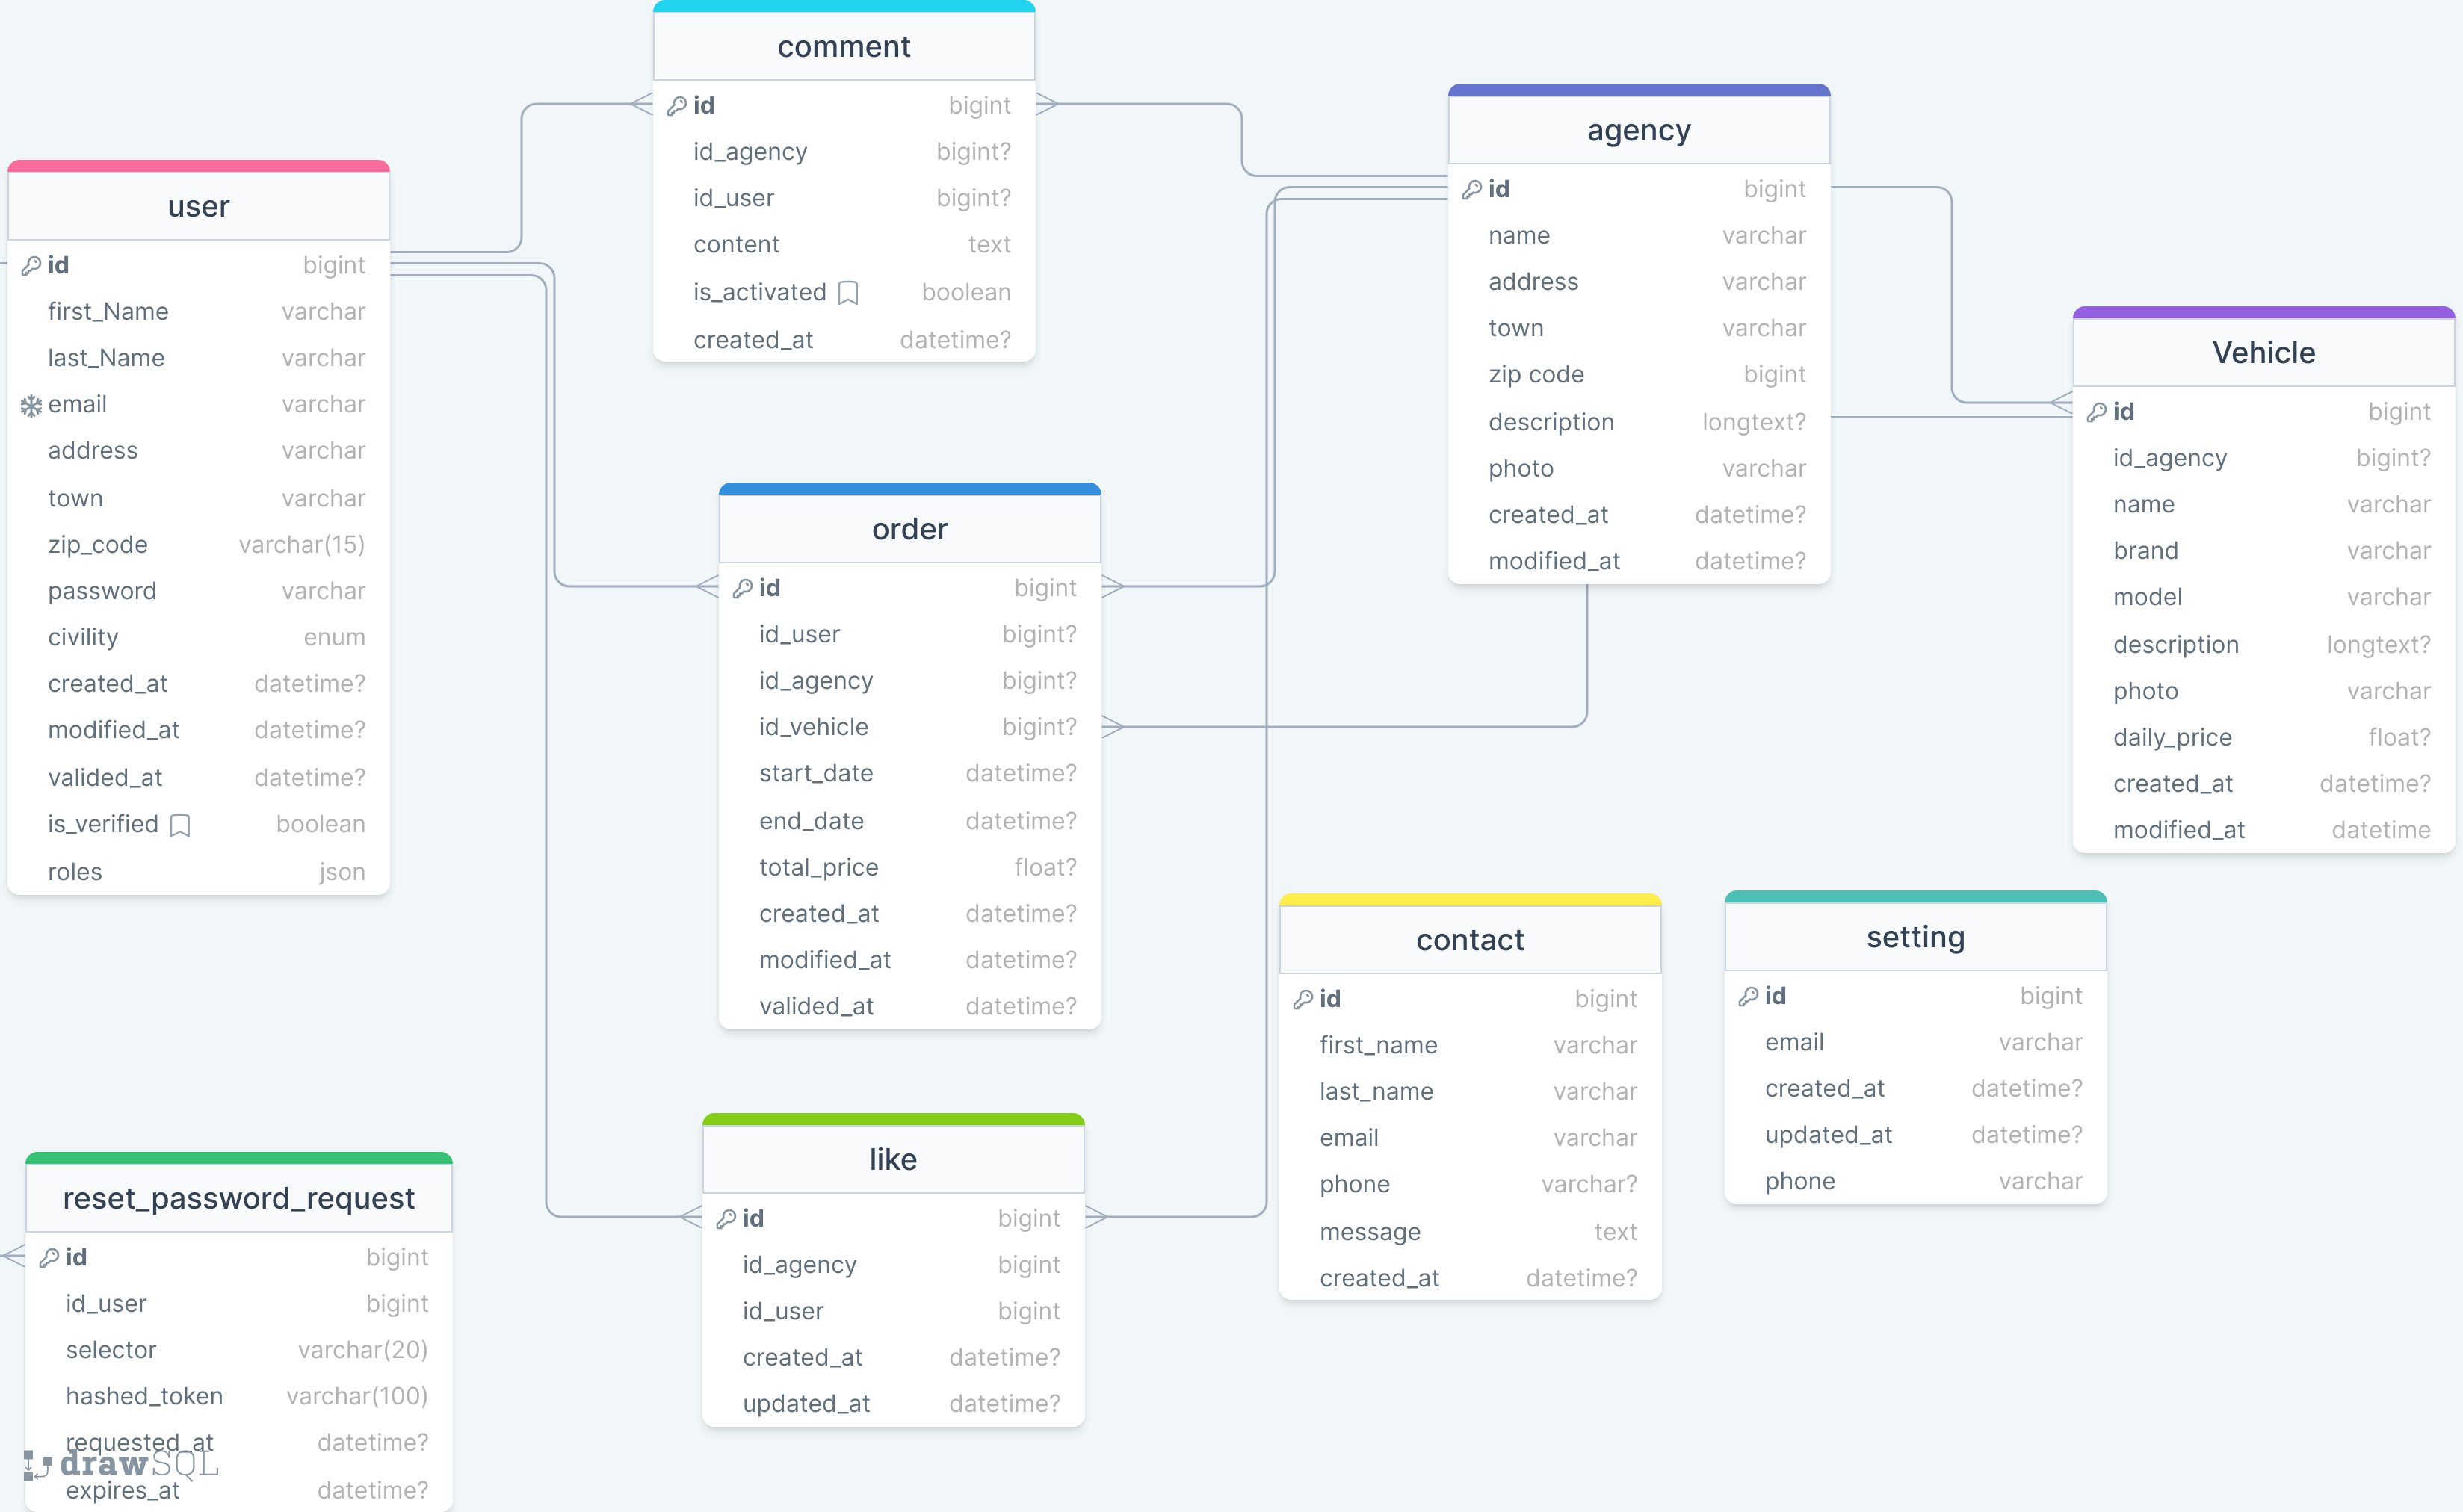 comment
id bigint
id_agency bigint?
id_user bigint?
content text
is_activated boolean
created_at datetime?
agency
id bigint
name varchar
address varchar
town varchar
zip code bigint
description longtext?
photo varchar
created_at datetime?
modified_at datetime?
user
id bigint
first_Name varchar
last_Name varchar
email varchar
address varchar
town varchar
zip_code varchar(15)
password varchar
civility enum
created_at datetime?
modified_at datetime?
valided_at datetime?
is_verified boolean
roles json
Vehicle
id bigint
id_agency bigint?
name varchar
brand varchar
model varchar
description longtext?
photo varchar
daily_price float?
created_at datetime?
modified_at datetime
order
id bigint
id_user bigint?
id_agency bigint?
id_vehicle bigint?
start_date datetime?
end_date datetime?
total_price float?
created_at datetime?
modified_at datetime?
valided_at datetime?
contact
id bigint
first_name varchar
last_name varchar
email varchar
phone varchar?
message text
created_at datetime?
setting
id bigint
email varchar
created_at datetime?
updated_at datetime?
phone varchar
like
id bigint
id_agency bigint
id_user bigint
created_at datetime?
updated_at datetime?
reset_password_request
id bigint
id_user bigint
selector varchar(20)
hashed_token varchar(100)
requested_at datetime?
drawSQL
expires_at datetime?